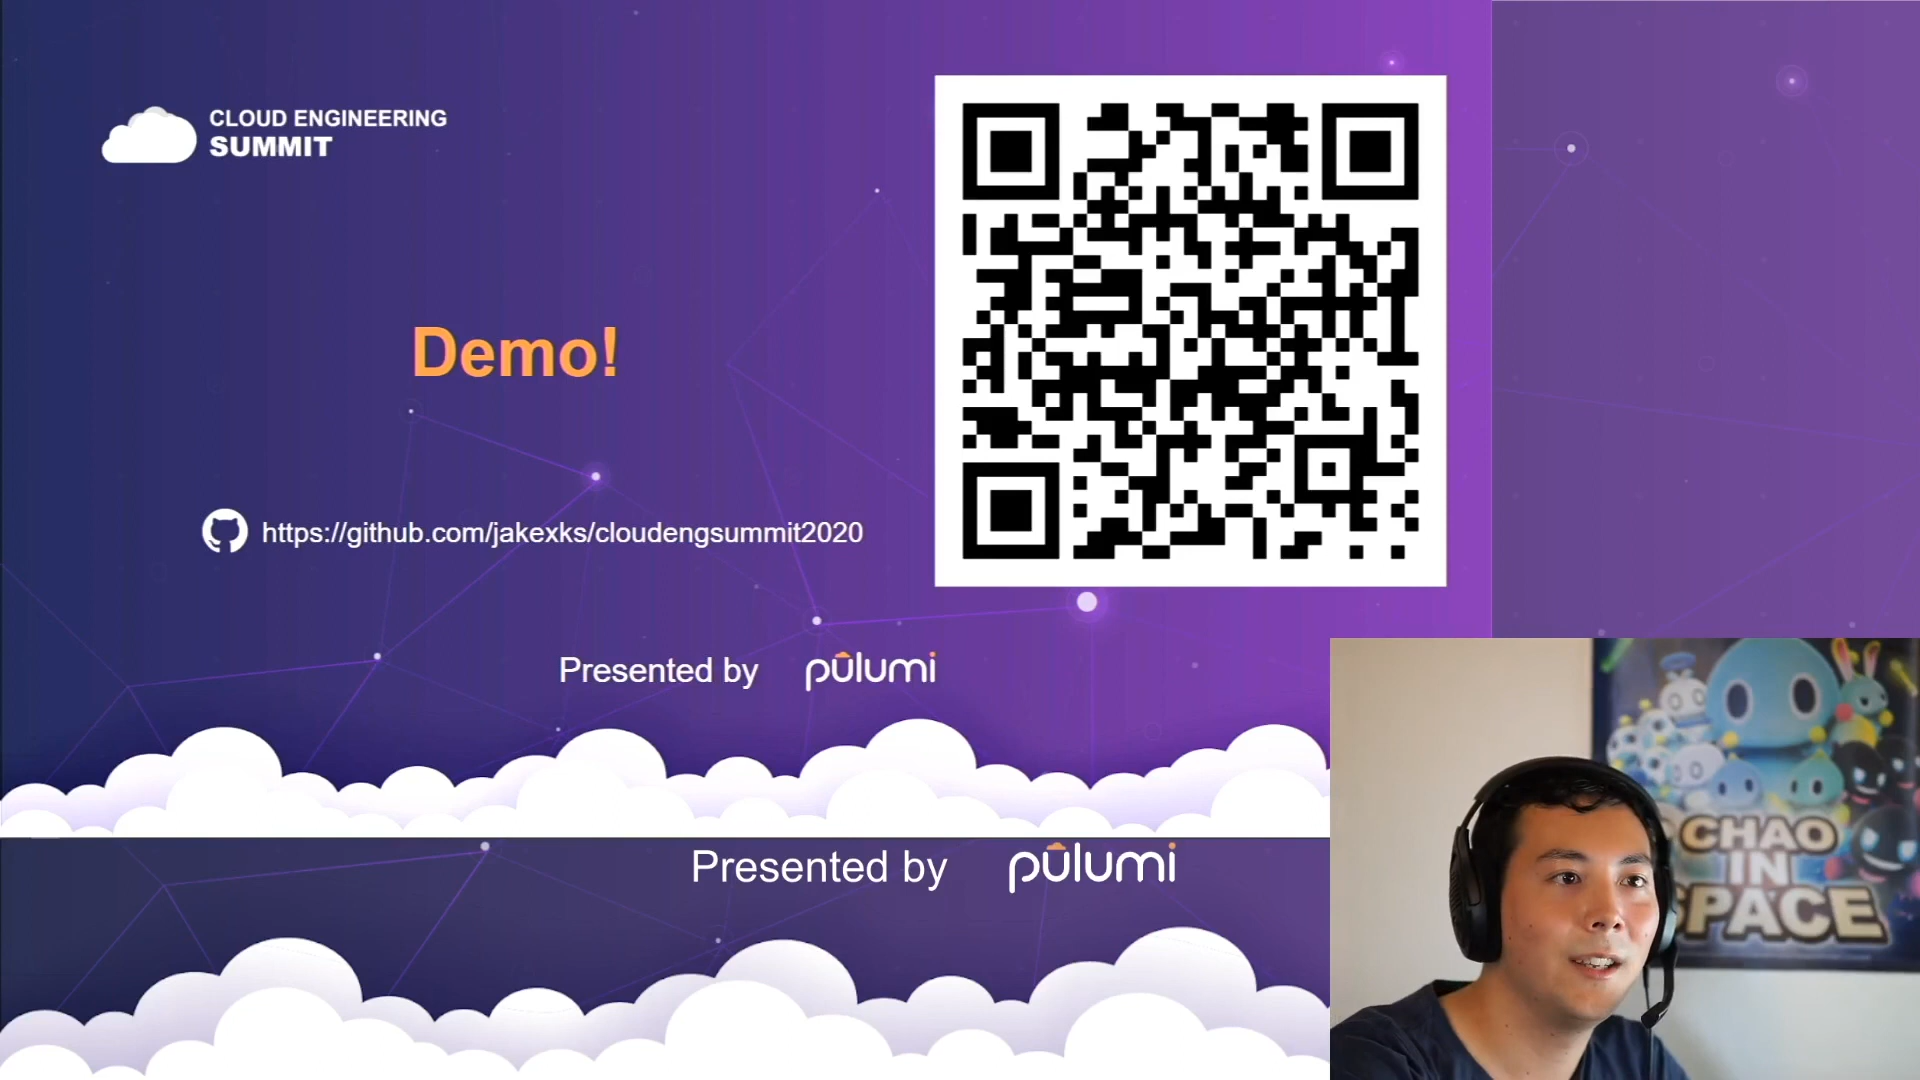 CLOUD ENGINEERING
SUMMIT
Demo!
https://github.com/jakexks/cloudengsummit2020
Presented by pulumi
Presented by pulumi
CHAO
IN
SPACE